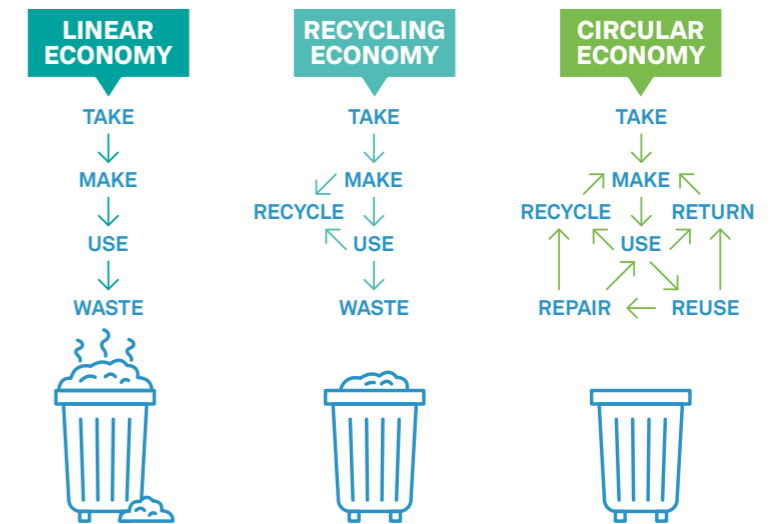 LINEAR
ECONOMY
TAKE
MAKE
USE
WASTE
RECYCLING
ECONOMY
TAKE
MAKE
RECYCLE
USE
WASTE
CIRCULAR
ECONOMY
TAKE
MAKE
RECYCLE RETURN
USE
REPAIR REUSE